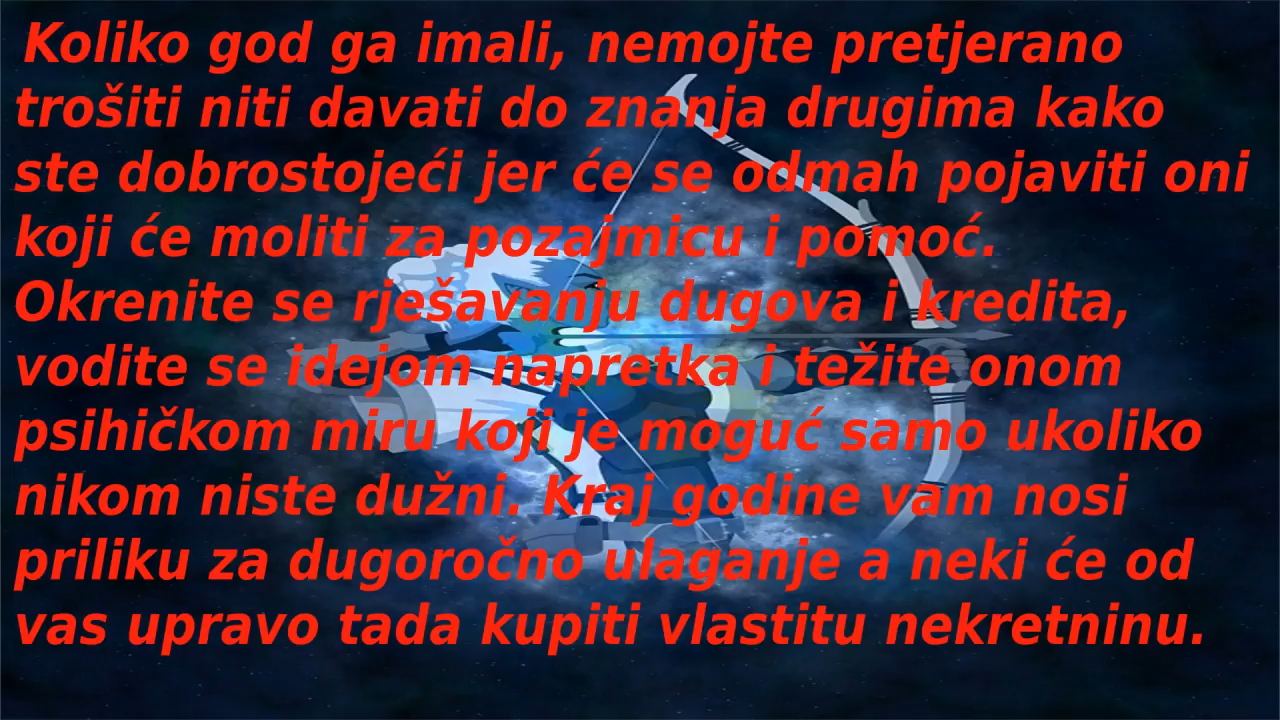 Koliko god ga imali, nemojte pretjerano
trošiti niti davati do znanja drugima kako
ste dobrostojeći jer će se odmah pojaviti oni
koji će moliti za pozajmicu i pomoć.
Okrenite se rješavanju dugova i kredita,
vodite se idejom napretka i težite onom
psihičkom miru koji je moguć samo ukoliko
nikom niste dužni. Kraj godine vam nosi
priliku za dugoročno ulaganje a neki će od
vas upravo tada kupiti vlastitu nekretninu.